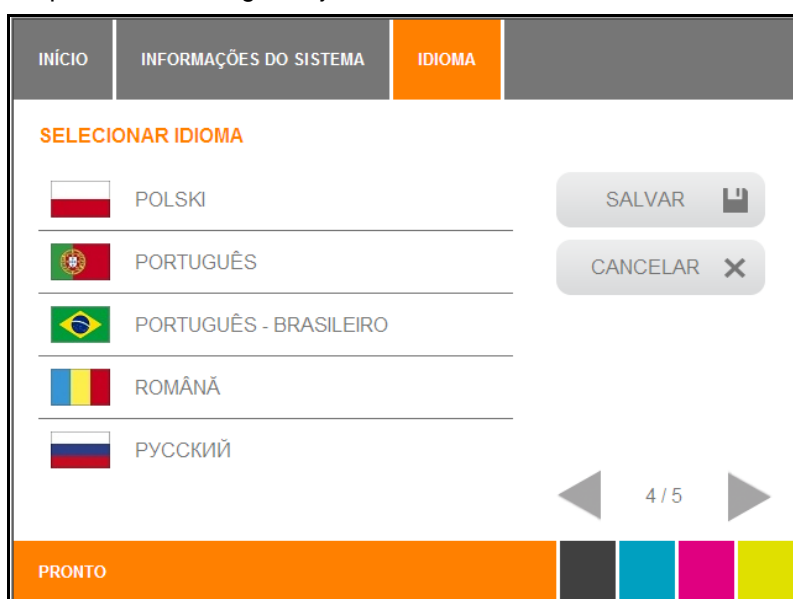 INÍCIO INFORMAÇÕES DO SISTEMA IDIOMA
SELECIONAR IDIOMA
POLSKI
PORTUGUÊS
PORTUGUÊS - BRASILEIRO
ROMÂNĂ
РУССКИЙ
SALVAR
CANCELAR
4 / 5
PRONTO